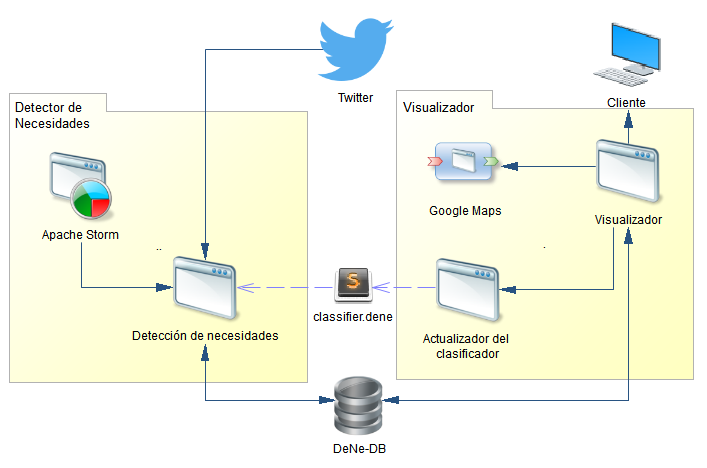 Twitter
Cliente
Detector de
Necesidades
Visualizador
Apache Storm
Google Maps
Visualizador
..
.
S
classifier.dene
Detección de necesidades
Actualizador del
clasificador
DeNe-DB